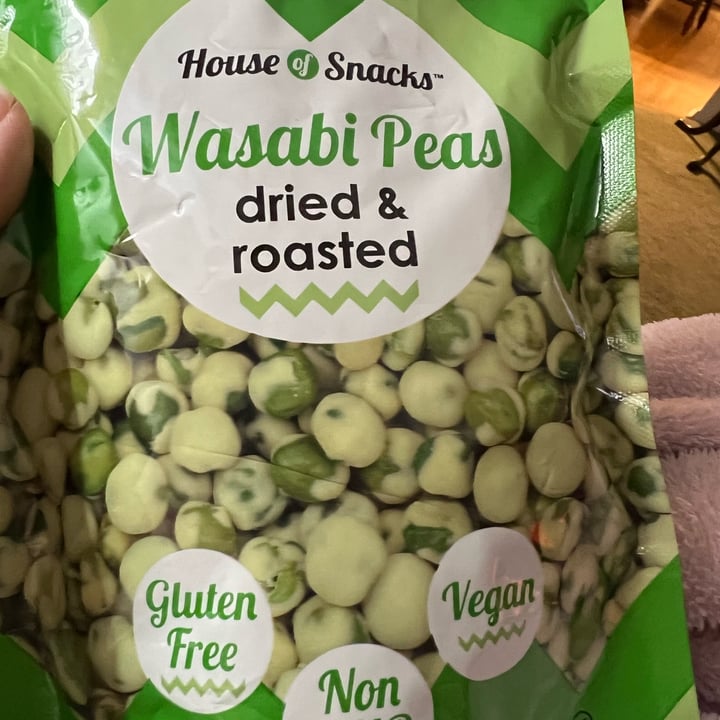 House of Snacks™
Wasabi Peas
dried &
roasted
Gluten
Free
Vegan
Non